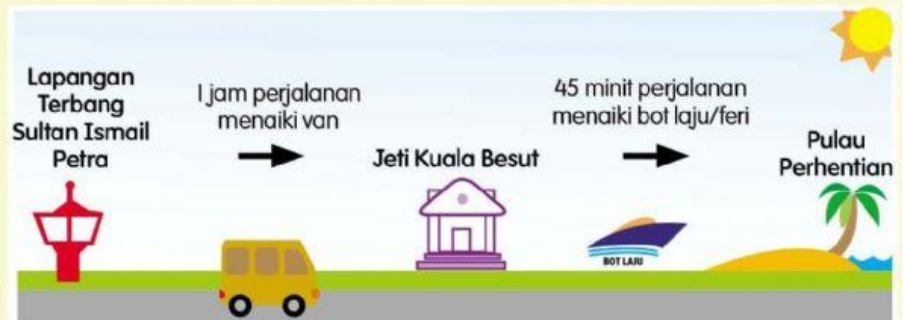 Lapangan
Terbang
Sultan Ismail
Petra
1 jam perjalanan
menaiki van
Jeti Kuala Besut
45 minit perjalanan
menaiki bot laju/feri
BOT LAJU
Pulau
Perhentian